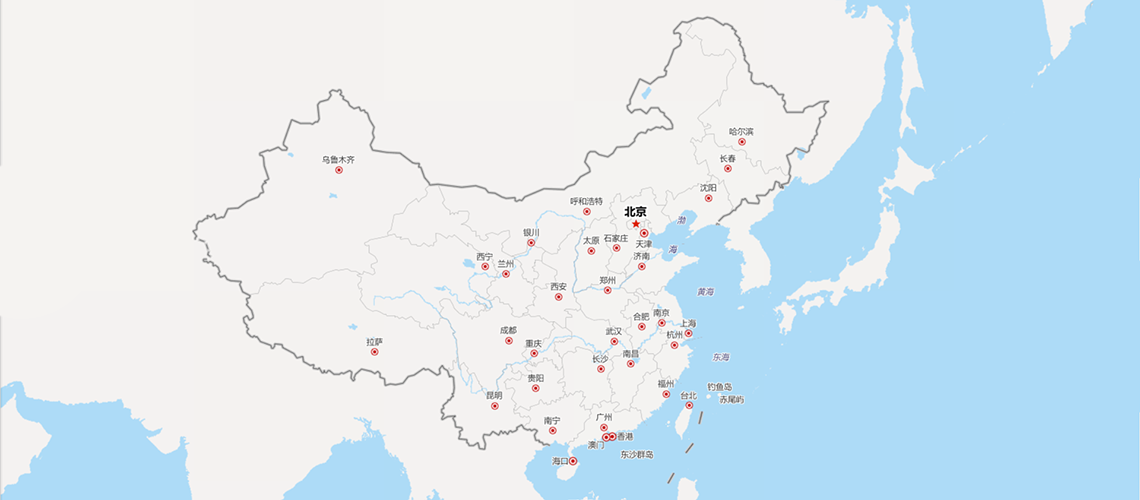 哈尔滨
长春
乌鲁木齐
沈阳
呼和浩特
北京
渤
海
银川
太原
石家庄
天津
西宁
兰州
济南
西安
郑州
黄海
合肥
南京
上海
成都
重庆
武汉
杭州
拉萨
长沙
南昌
东海
贵阳
福州
钓鱼岛
昆明
台北
赤尾屿
南宁
广州
香港
澳门
东沙群岛
海口